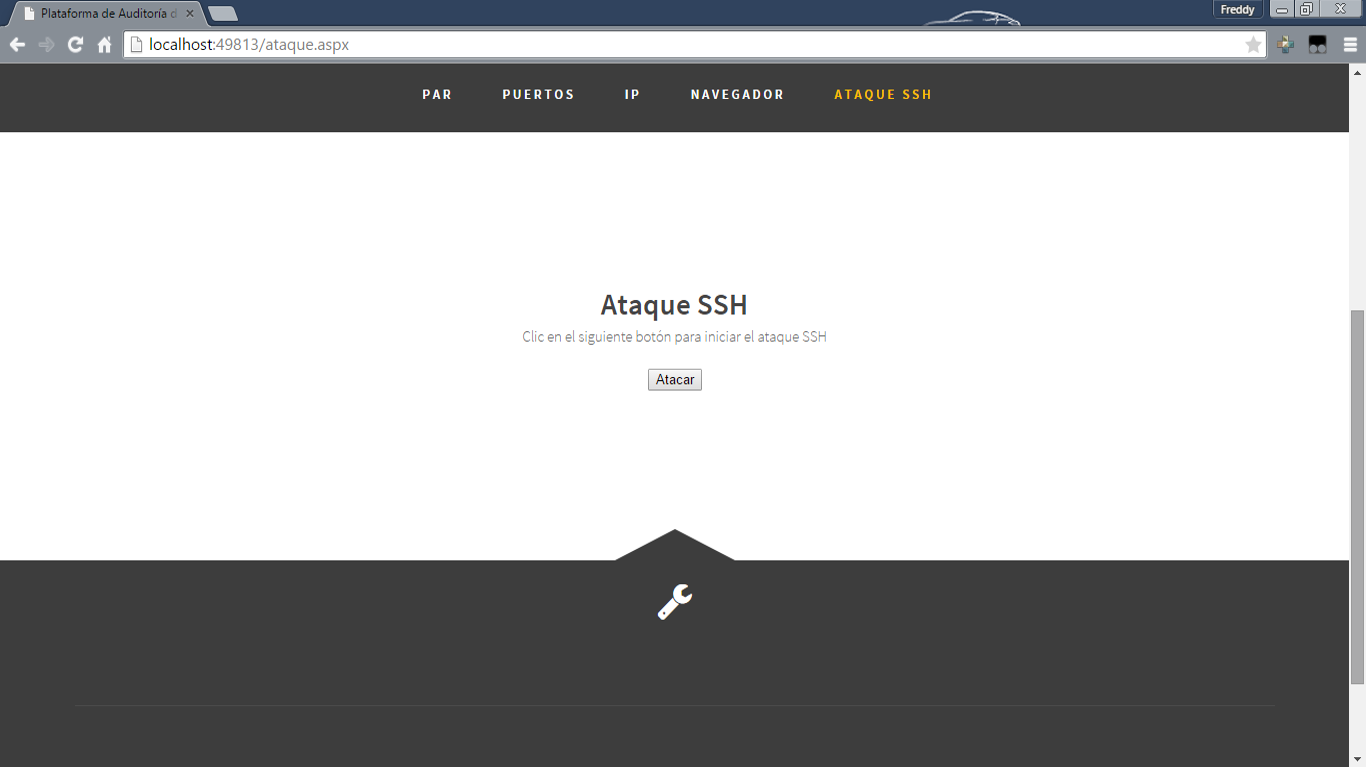 Plataforma de Auditoría d
Freddy
localhost:49813/ataque.aspx
PAR PUERTOS IP NAVEGADOR ATAQUE SSH
Ataque SSH
Clic en el siguiente botón para iniciar el ataque SSH
Atacar